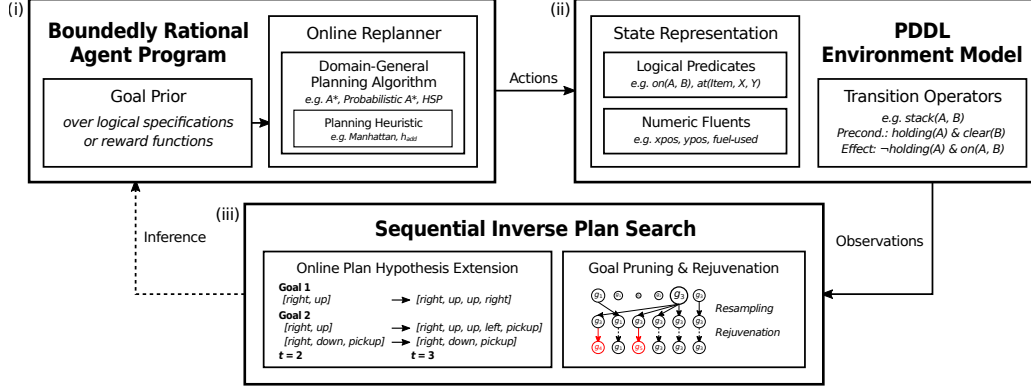 (i)
Boundedly Rational
Agent Program
Goal Prior
over logical specifications
or reward functions
Online Replanner
Domain-General
Planning Algorithm
e.g. A*, Probabilistic A*, HSP
Planning Heuristic
e.g. Manhattan, h_add
Actions
(ii)
State Representation
Logical Predicates
e.g. on(A, B), at(Item, X, Y)
Numeric Fluents
e.g. xpos, ypos, fuel-used
PDDL
Environment Model
Transition Operators
e.g. stack(A, B)
Precond.: holding(A) & clear(B)
Effect: ¬holding(A) & on(A, B)
Inference
Observations
(iii)
Sequential Inverse Plan Search
Online Plan Hypothesis Extension
Goal 1
[right, up] [right, up, up, right]
Goal 2
[right, up] [right, up, up, left, pickup]
[right, down, pickup] [right, down, pickup]
t = 2 t = 3
Goal Pruning & Rejuvenation
g₁ g₃
Resampling
Rejuvenation